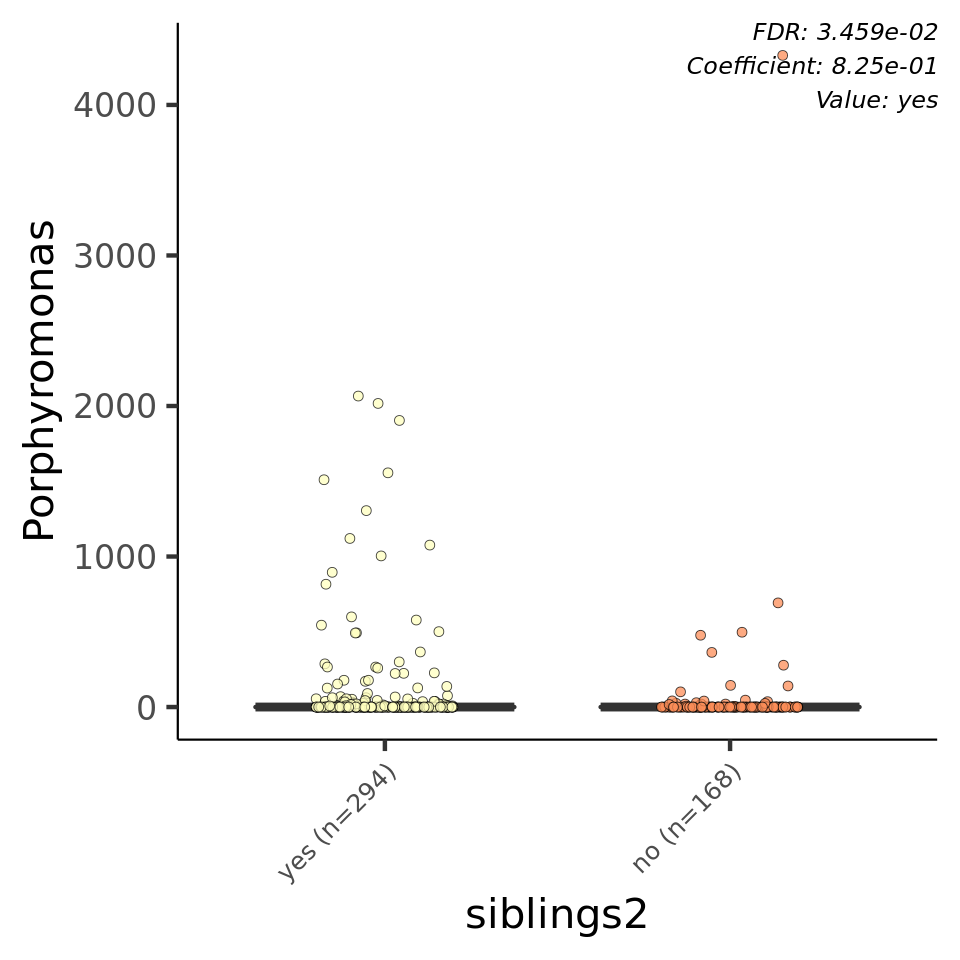 FDR: 3.459e-02
Coefficient: 8.25e-01
Value: yes
4000
3000
2000
1000
0
Porphyromonas
yes (n=294)
no (n=168)
siblings2